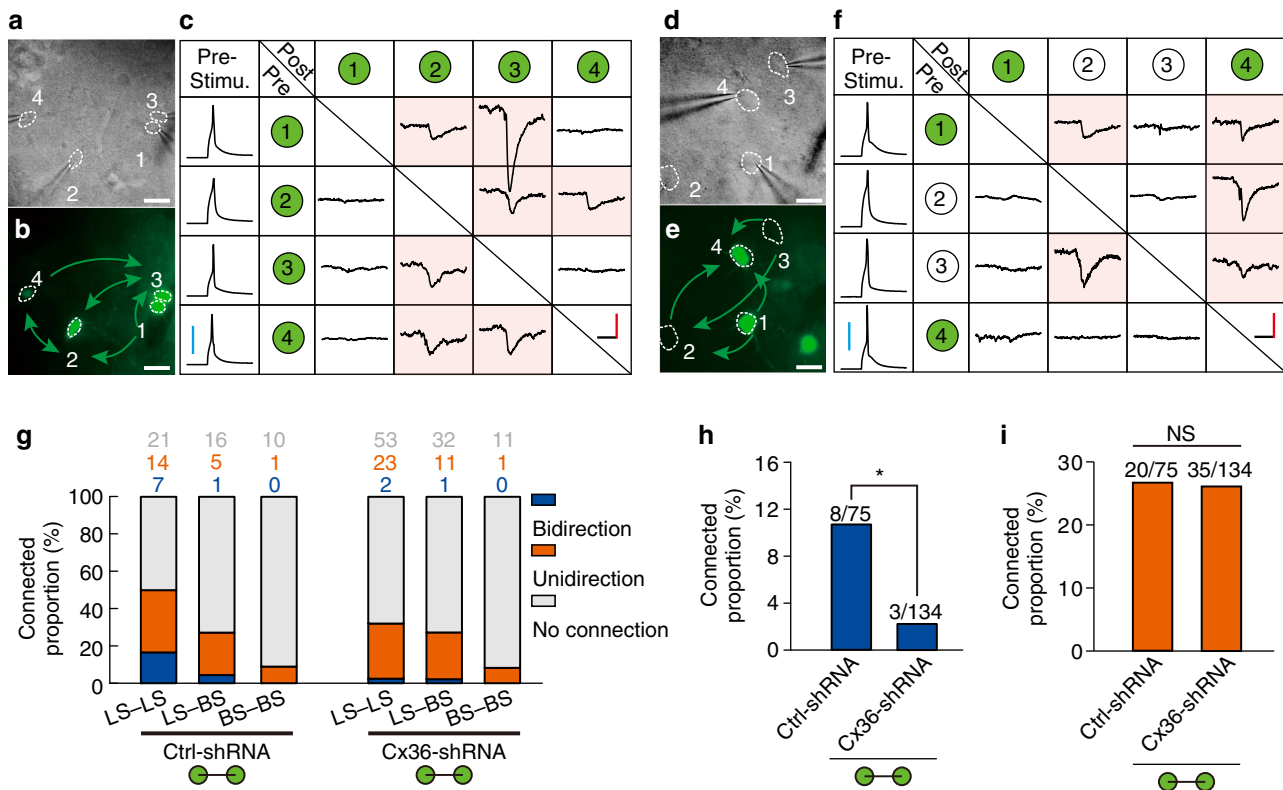 a
4
3
1
2
b
4
3
1
2
c
Pre-
Stimu.
Post
Pre
1
2
3
4
1
2
3
4
d
4
3
1
2
e
4
3
1
2
f
Pre-
Stimu.
Post
Pre
1
2
3
4
1
2
3
4
g
21 16 10 53 32 11
14 5 1 23 11 1
7 1 0 2 1 0
100
80
60
40
20
0
Connected
proportion (%)
Bidirection
Unidirection
No connection
LS–LS LS–BS BS–BS LS–LS LS–BS BS–BS
Ctrl-shRNA Cx36-shRNA
h
16
12
8
4
0
Connected
proportion (%)
*
8/75
3/134
Ctrl-shRNA Cx36-shRNA
i
NS
30
20
10
0
Connected
proportion (%)
20/75 35/134
Ctrl-shRNA Cx36-shRNA